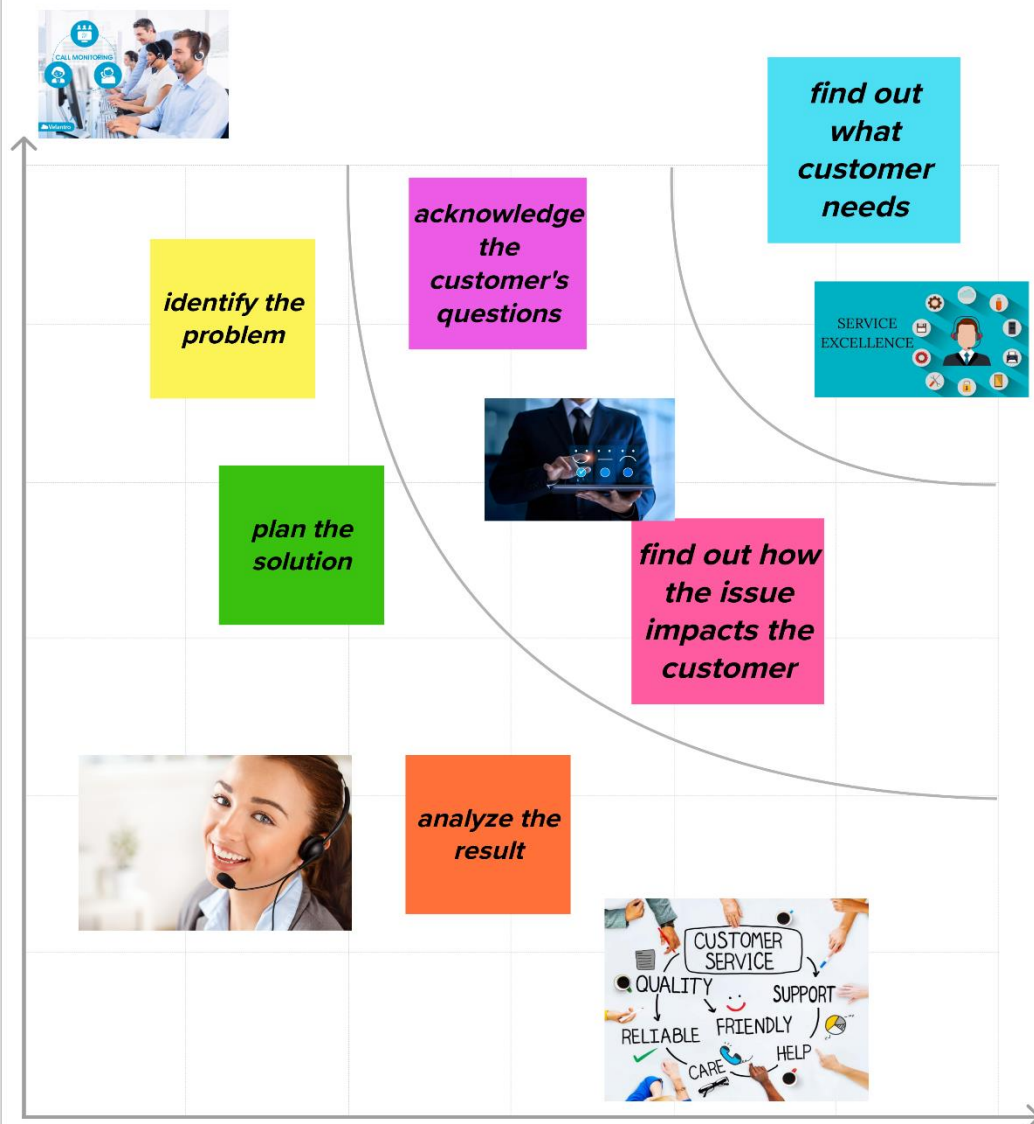 CALL MONITORING
Velantro
find out
what
customer
needs
acknowledge
the
customer's
questions
identify the
problem
SERVICE
EXCELLENCE
plan the
solution
find out how
the issue
impacts the
customer
analyze the
result
CUSTOMER
SERVICE
QUALITY
SUPPORT
RELIABLE
FRIENDLY
HELP
CARE